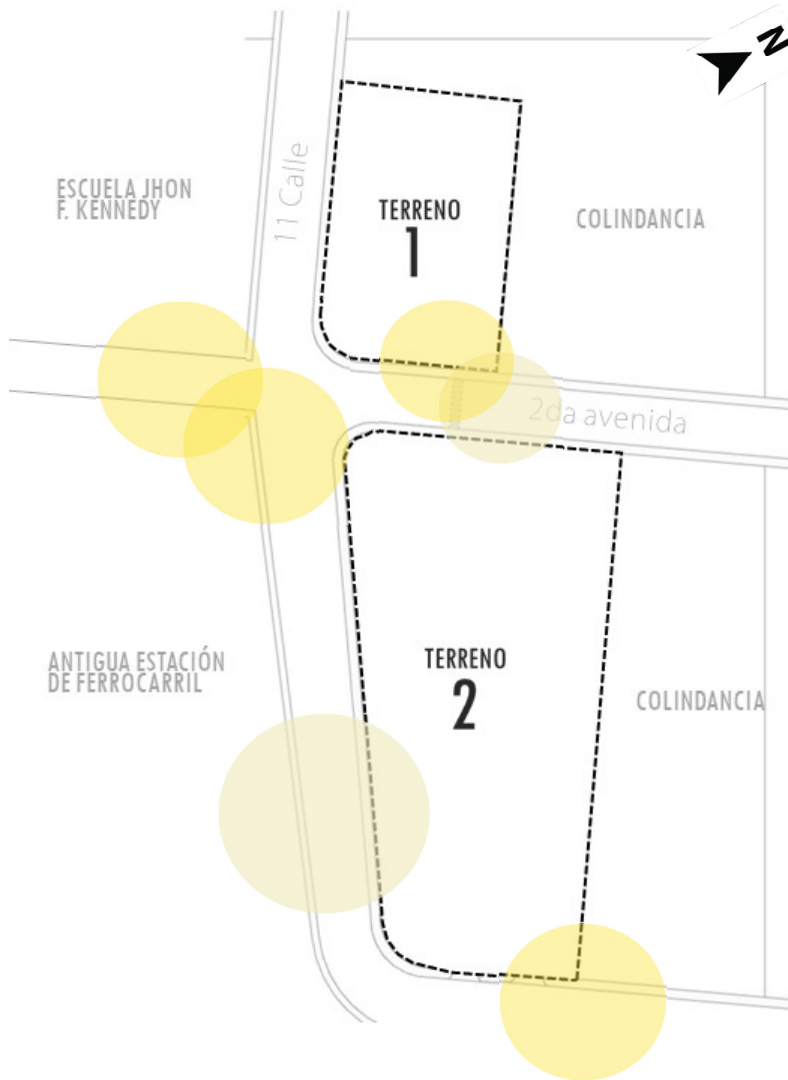 N
ESCUELA JHON
F. KENNEDY
11 Calle
TERRENO
1
COLINDANCIA
2da avenida
ANTIGUA ESTACIÓN
DE FERROCARRIL
TERRENO
2
COLINDANCIA